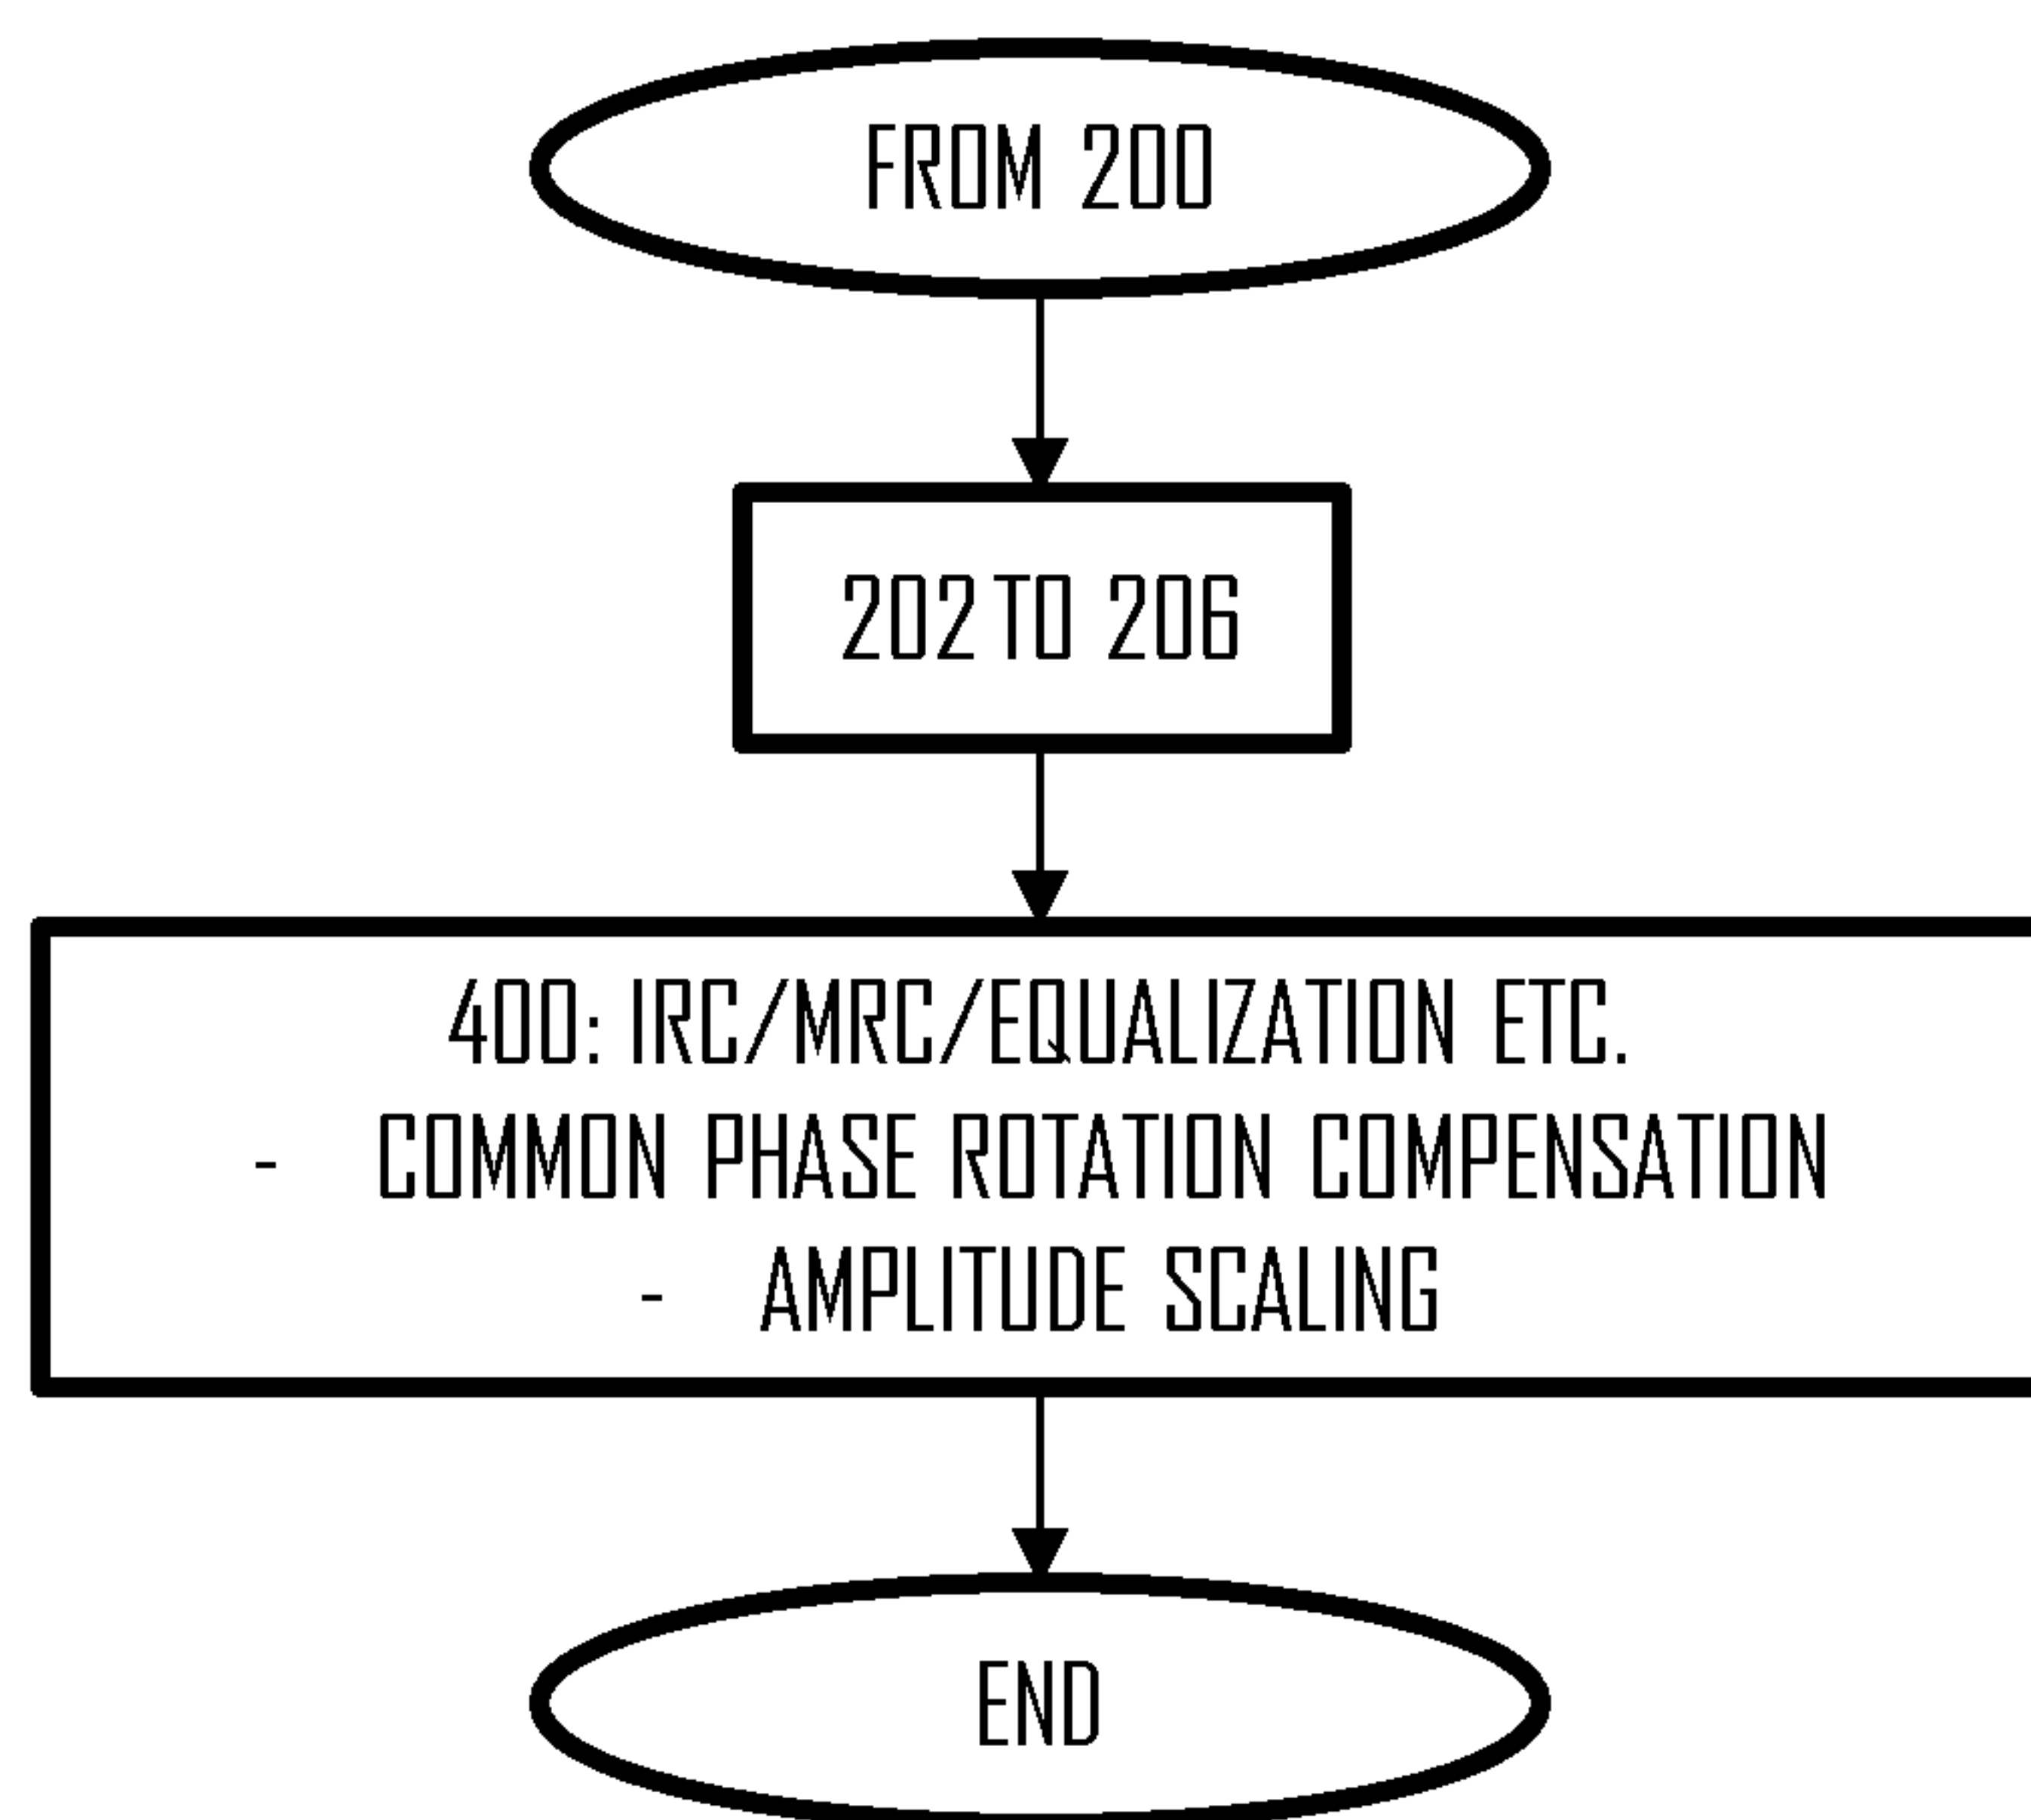 FROM 200
202 TO 206
400: IRC/MRC/EQUALIZATION ETC.
- COMMON PHASE ROTATION COMPENSATION
- AMPLITUDE SCALING
END